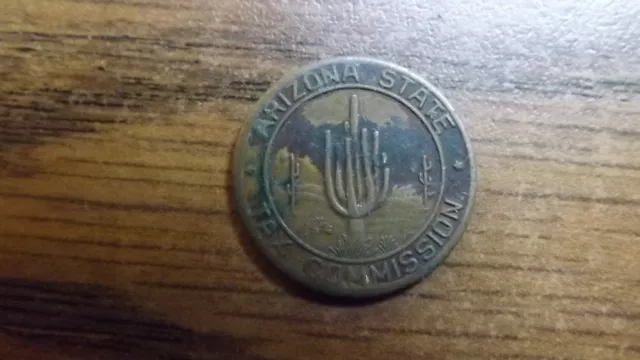 ARIZONA STATE
TAX COMMISSION.